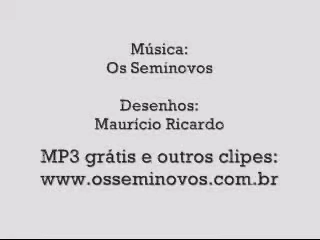 Música:
Os Seminovos
Desenhos:
Maurício Ricardo
MP3 grátis e outros clipes:
www.osseminovos.com.br